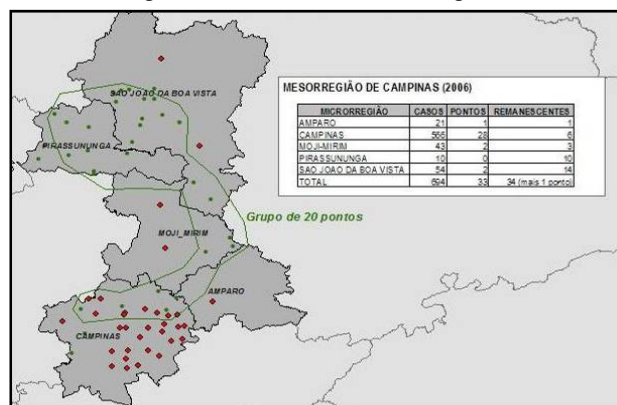 SAO JOAO DA BOA VISTA
PIRASSUNUNGA
MOJI_MIRIM
AMPARO
CAMPINAS
Grupo de 20 pontos
MESORREGIÃO DE CAMPINAS (2006)
MICRORREGIÃO CASOS PONTOS REMANESCENTES
AMPARO 21 1 1
CAMPINAS 566 28 6
MOJI-MIRIM 43 2 3
PIRASSUNUNGA 10 0 10
SAO JOAO DA BOA VISTA 54 2 14
TOTAL 694 33 34 (mais 1 ponto)